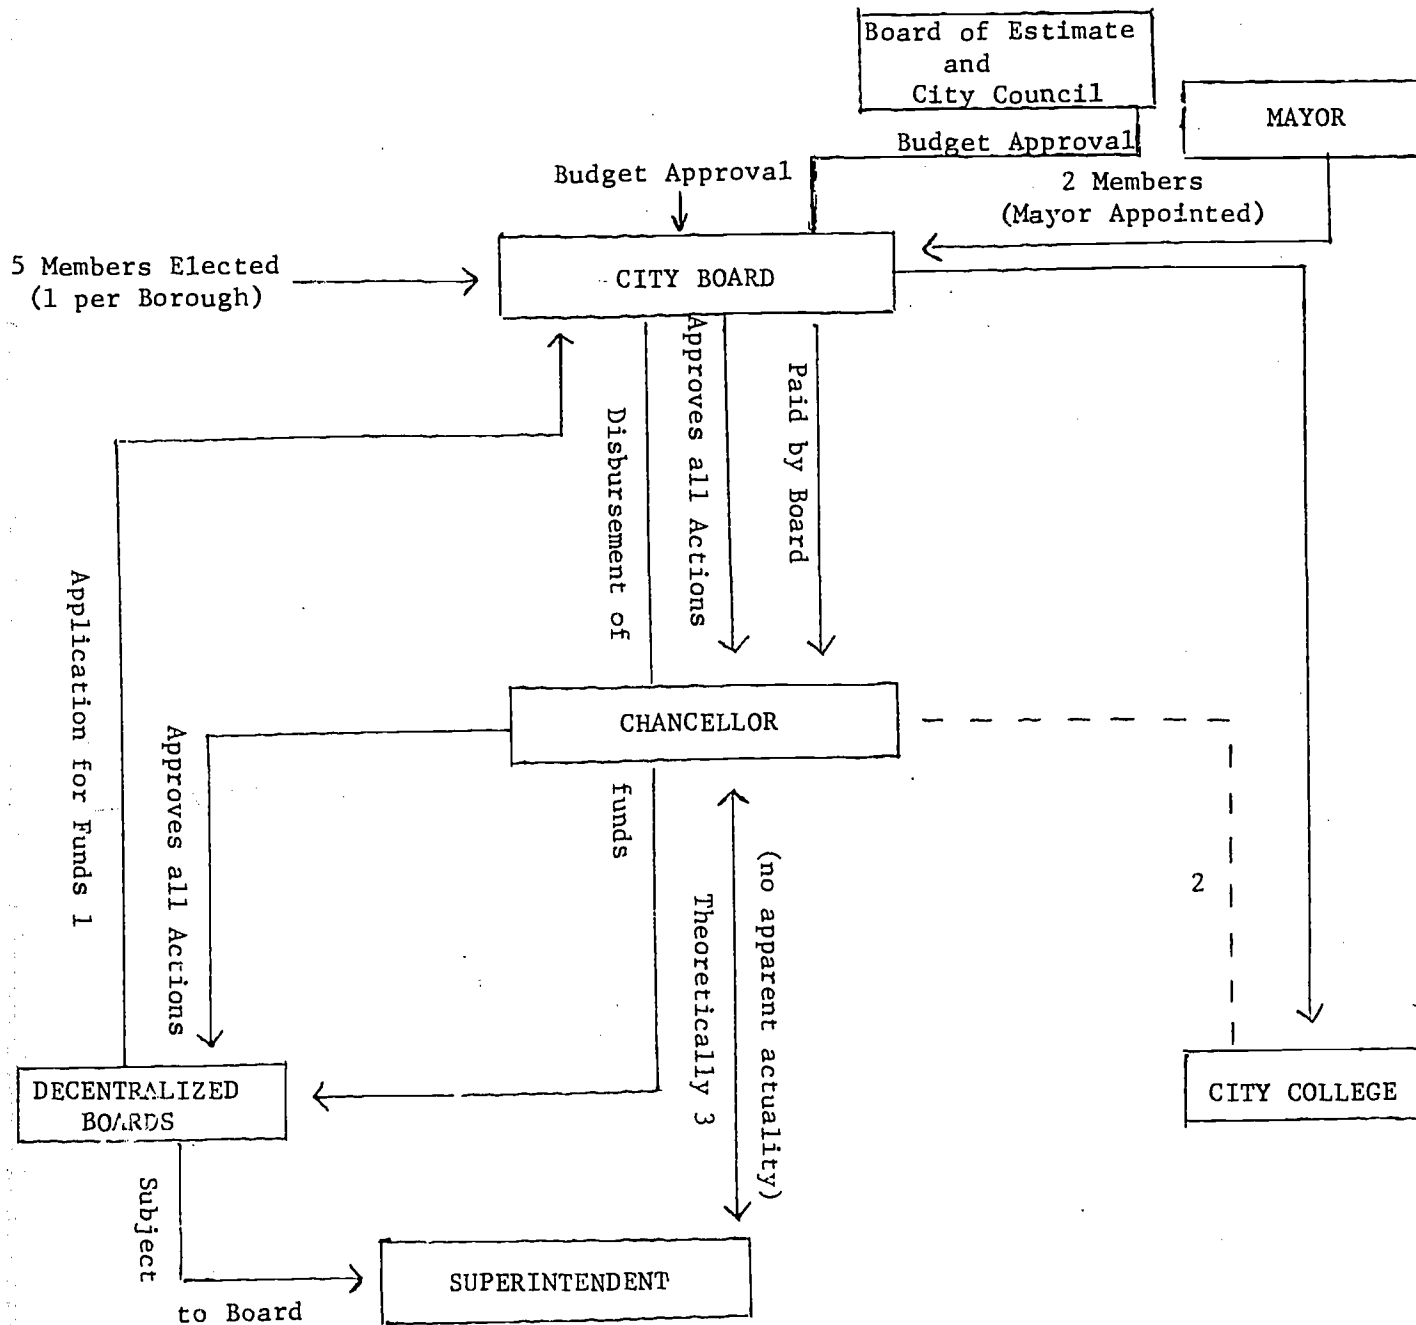 Board of Estimate
and
City Council
MAYOR
Budget Approval
Budget Approval
2 Members
(Mayor Appointed)
5 Members Elected
(1 per Borough)
CITY BOARD
Disbursement of
Approves all Actions
Paid by Board
Application for Funds 1
Approves all Actions
CHANCELLOR
funds
Theoretically 3
(no apparent actuality)
2
DECENTRALIZED
BOARDS
CITY COLLEGE
Subject
to Board
SUPERINTENDENT